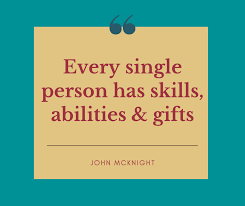 “
Every single
person has skills,
abilities & gifts
JOHN MCKNIGHT